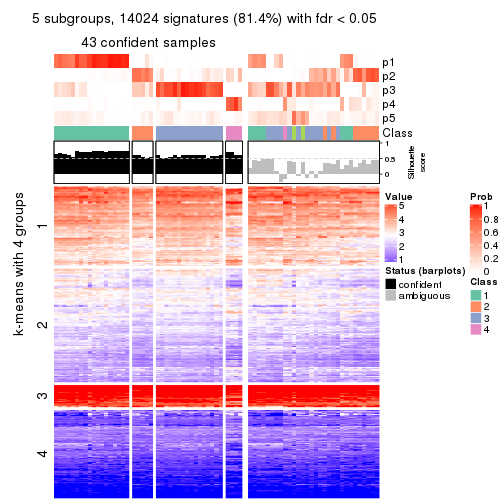 5 subgroups, 14024 signatures (81.4%) with fdr < 0.05
43 confident samples
p1
p2
p3
p4
p5
Class
1
0.5
0
Silhouette
score
k-means with 4 groups
1
2
3
4
Value
5
4
3
2
1
Status (barplots)
confident
ambiguous
Prob
1
0.8
0.6
0.4
0.2
0
Class
1
2
3
4